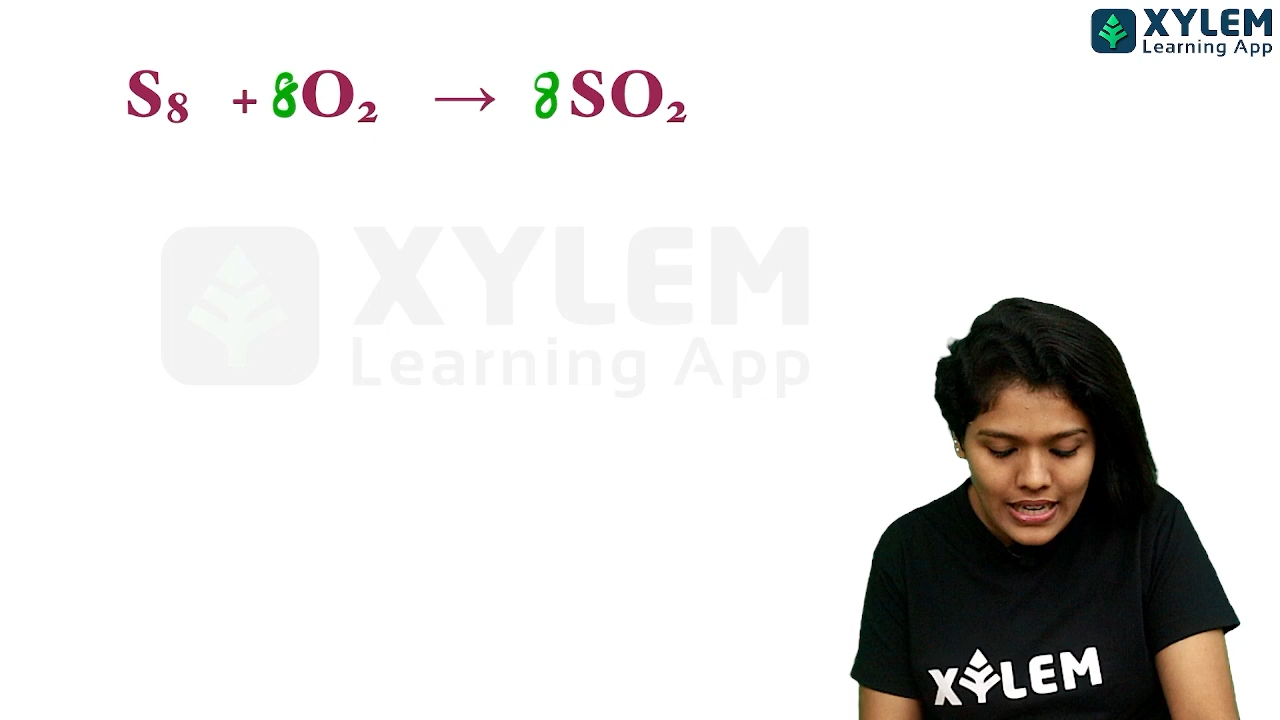 XYLEM
Learning App
S₈ + 8O₂ → 8SO₂
XYLEM
Learning App
XYLEM